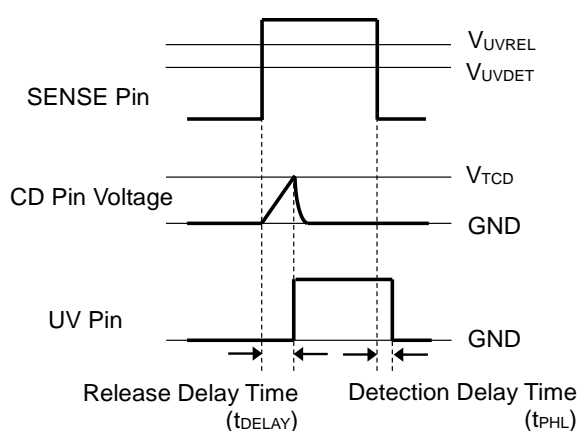 VUVREL
VUVDET
SENSE Pin
VTCD
CD Pin Voltage
GND
UV Pin
GND
Release Delay Time
(tDELAY)
Detection Delay Time
(tPHL)